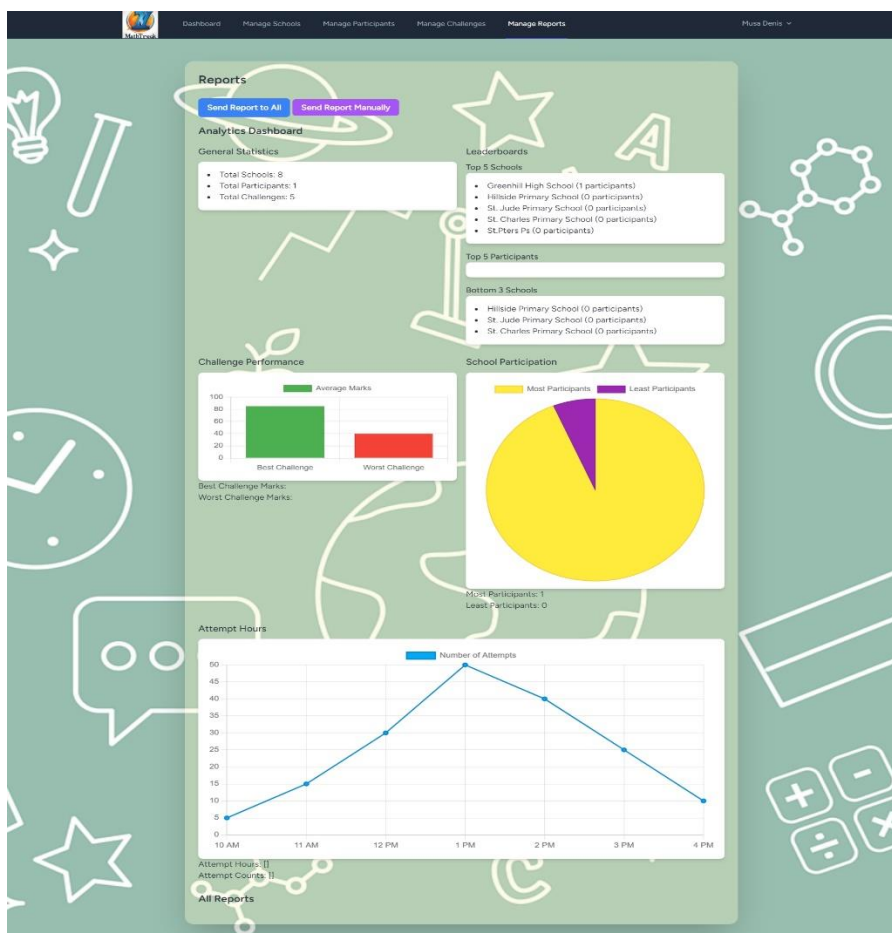 MathTrek
Dashboard Manage Schools Manage Participants Manage Challenges Manage Reports Musa Denis
Reports
Send Report to All Send Report Manually
Analytics Dashboard
General Statistics
Total Schools: 8
Total Participants: 1
Total Challenges: 5
Leaderboards
Top 5 Schools
Greenhill High School (1 participants)
Hillside Primary School (0 participants)
St. Jude Primary School (0 participants)
St. Charles Primary School (0 participants)
St.Pters Ps (0 participants)
Top 5 Participants
Bottom 3 Schools
Hillside Primary School (0 participants)
St. Jude Primary School (0 participants)
St. Charles Primary School (0 participants)
Challenge Performance
Average Marks
100
80
60
40
20
0
Best Challenge Worst Challenge
Best Challenge Marks:
Worst Challenge Marks:
School Participation
Most Participants Least Participants
Most Participants: 1
Least Participants: 0
Attempt Hours
Number of Attempts
50
45
40
35
30
25
20
15
10
5
0
10 AM 11 AM 12 PM 1 PM 2 PM 3 PM 4 PM
Attempt Hours: []
Attempt Counts: []
All Reports
A
C